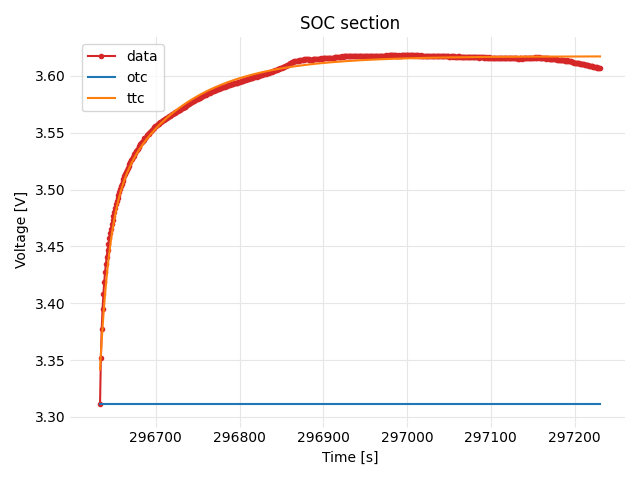 SOC section
data
otc
ttc
3.60
3.55
3.50
3.45
3.40
3.35
3.30
Voltage [V]
296700 296800 296900 297000 297100 297200
Time [s]